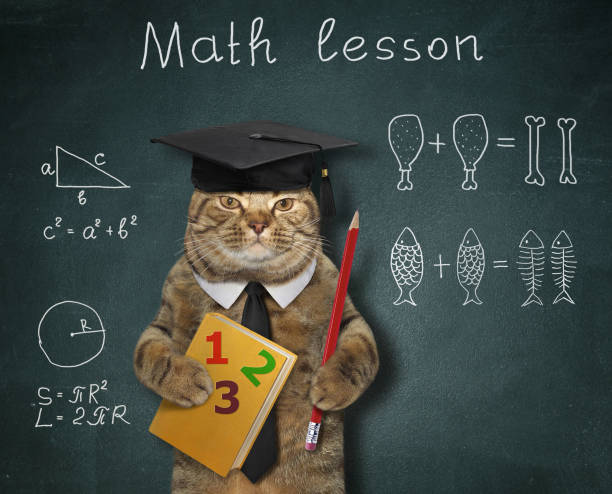 Math lesson
a
c
b
c² = a² + b²
R
S = πR²
L = 2πR
+ =
+ =
1
2
3